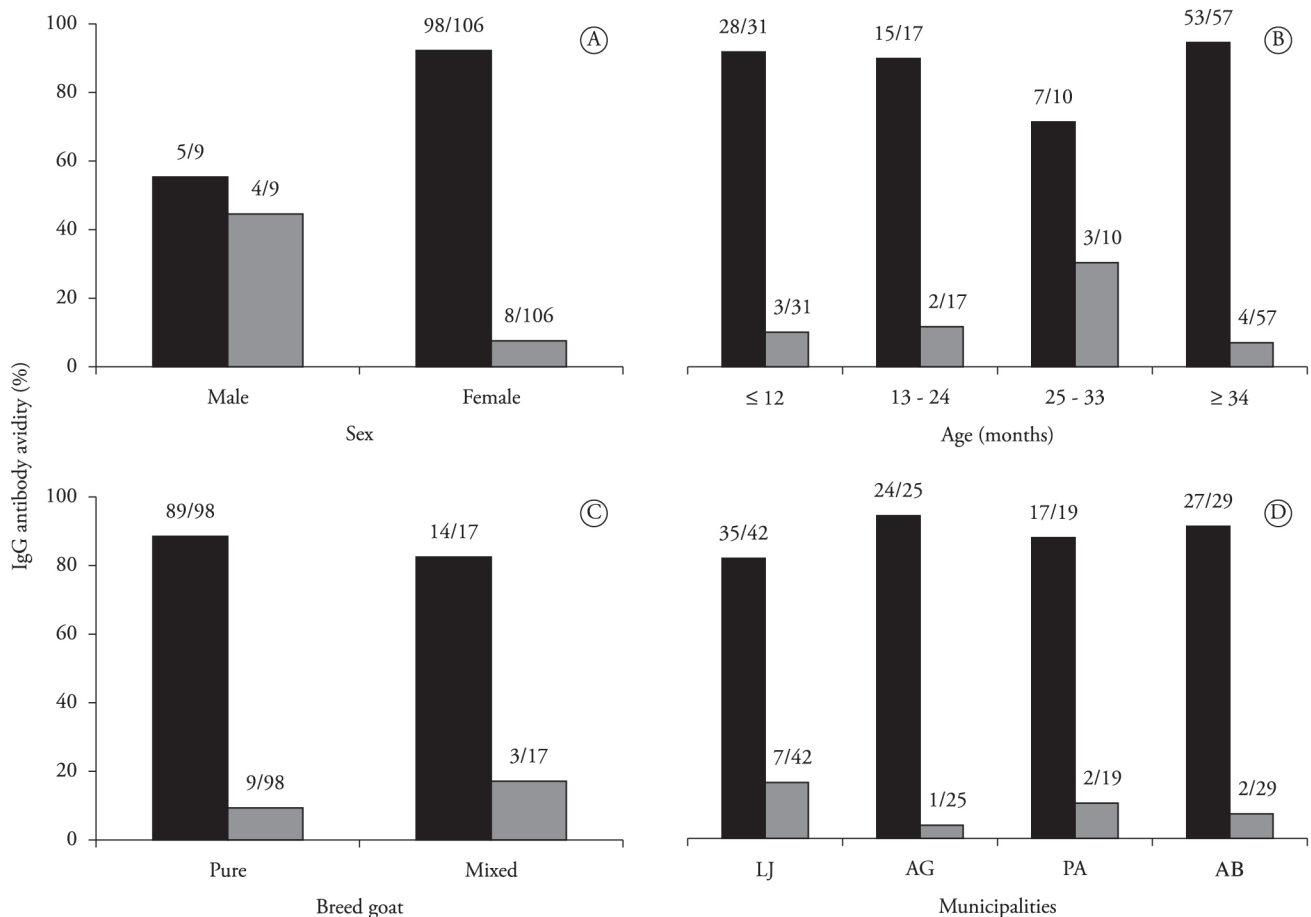 IgG antibody avidity (%)
100
80
60
40
20
0
5/9
4/9
98/106
8/106
A
Male
Female
Sex
28/31
3/31
15/17
2/17
7/10
3/10
53/57
4/57
B
≤ 12
13 - 24
25 - 33
≥ 34
Age (months)
100
80
60
40
20
0
89/98
9/98
14/17
3/17
C
Pure
Mixed
Breed goat
35/42
7/42
24/25
1/25
17/19
2/19
27/29
2/29
D
LJ
AG
PA
AB
Municipalities